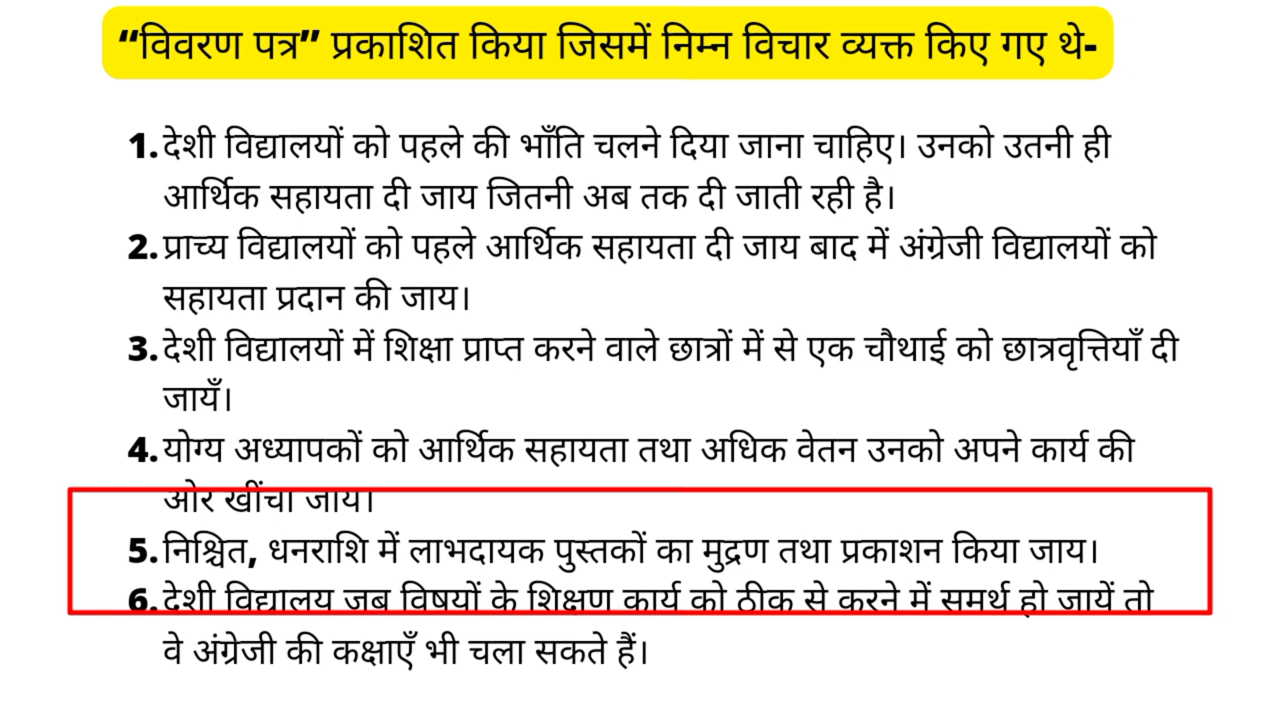 “विवरण पत्र” प्रकाशित किया जिसमें निम्न विचार व्यक्त किए गए थे-
1. देशी विद्यालयों को पहले की भाँति चलने दिया जाना चाहिए। उनको उतनी ही
आर्थिक सहायता दी जाय जितनी अब तक दी जाती रही है।
2. प्राच्य विद्यालयों को पहले आर्थिक सहायता दी जाय बाद में अंग्रेजी विद्यालयों को
सहायता प्रदान की जाय।
3. देशी विद्यालयों में शिक्षा प्राप्त करने वाले छात्रों में से एक चौथाई को छात्रवृत्तियाँ दी
जायँ।
4. योग्य अध्यापकों को आर्थिक सहायता तथा अधिक वेतन उनको अपने कार्य की
ओर खींचा जाय।
5. निश्चित, धनराशि में लाभदायक पुस्तकों का मुद्रण तथा प्रकाशन किया जाय।
6. देशी विद्यालय जब विषयों के शिक्षण कार्य को ठीक से करने में समर्थ हो जायें तो
वे अंग्रेजी की कक्षाएँ भी चला सकते हैं।